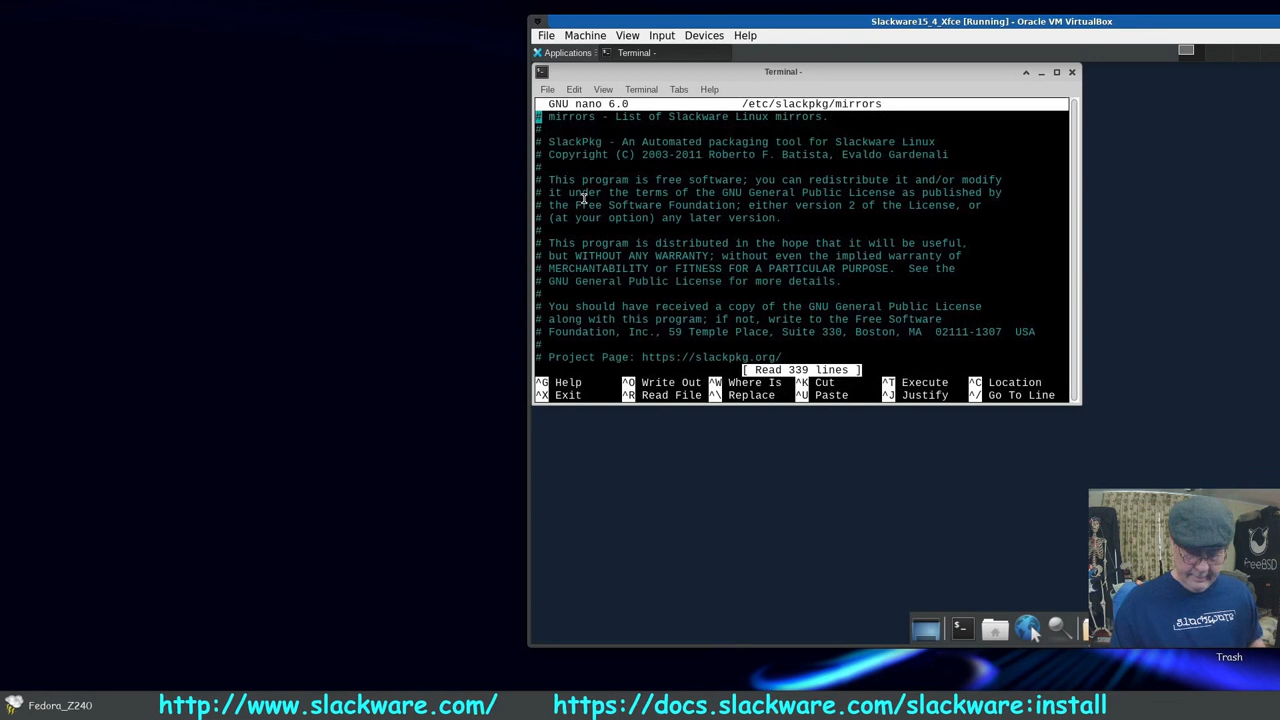 Slackware15_4_Xfce [Running] - Oracle VM VirtualBox
File Machine View Input Devices Help
Applications Terminal -
Terminal -
File Edit View Terminal Tabs Help
GNU nano 6.0 /etc/slackpkg/mirrors
# mirrors - List of Slackware Linux mirrors.
#
# SlackPkg - An Automated packaging tool for Slackware Linux
# Copyright (C) 2003-2011 Roberto F. Batista, Evaldo Gardenali
#
# This program is free software; you can redistribute it and/or modify
# it under the terms of the GNU General Public License as published by
# the Free Software Foundation; either version 2 of the License, or
# (at your option) any later version.
#
# This program is distributed in the hope that it will be useful,
# but WITHOUT ANY WARRANTY; without even the implied warranty of
# MERCHANTABILITY or FITNESS FOR A PARTICULAR PURPOSE.  See the
# GNU General Public License for more details.
#
# You should have received a copy of the GNU General Public License
# along with this program; if not, write to the Free Software
# Foundation, Inc., 59 Temple Place, Suite 330, Boston, MA  02111-1307  USA
#
# Project Page: https://slackpkg.org/
[ Read 339 lines ]
^G Help ^O Write Out ^W Where Is ^K Cut ^T Execute ^C Location
^X Exit ^R Read File ^\ Replace ^U Paste ^J Justify ^/ Go To Line
freeBSD
slackware
Trash
Fedora_Z240 http://www.slackware.com/ https://docs.slackware.com/slackware:install